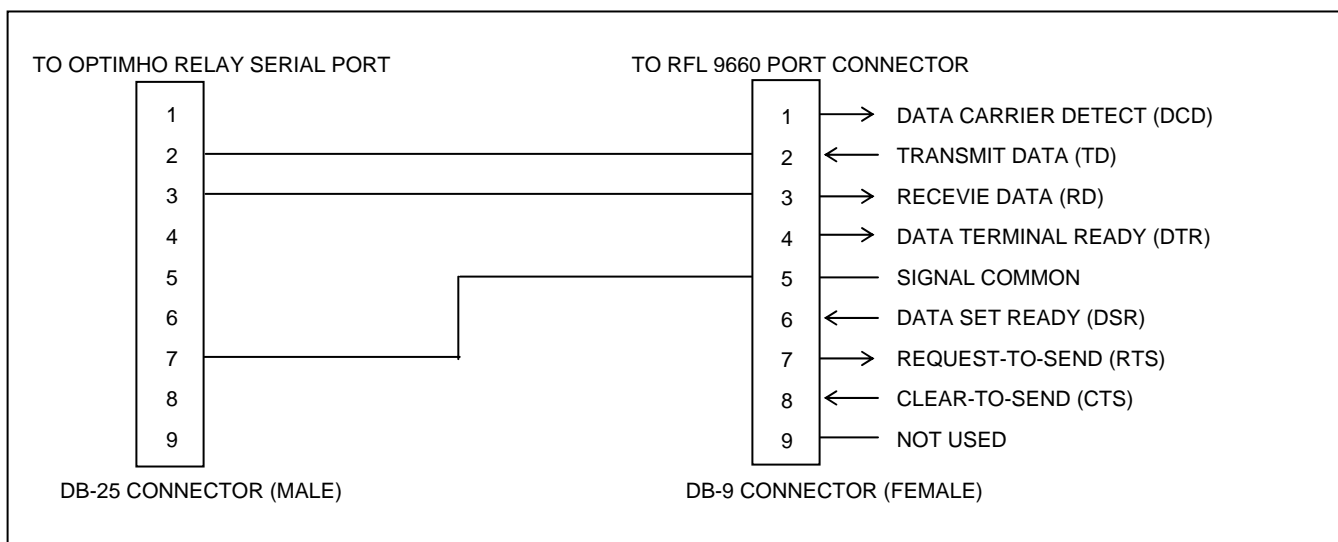 TO OPTIMHO RELAY SERIAL PORT
TO RFL 9660 PORT CONNECTOR
1
2
3
4
5
6
7
8
9
1 DATA CARRIER DETECT (DCD)
2 TRANSMIT DATA (TD)
3 RECEVIE DATA (RD)
4 DATA TERMINAL READY (DTR)
5 SIGNAL COMMON
6 DATA SET READY (DSR)
7 REQUEST-TO-SEND (RTS)
8 CLEAR-TO-SEND (CTS)
9 NOT USED
DB-25 CONNECTOR (MALE)
DB-9 CONNECTOR (FEMALE)